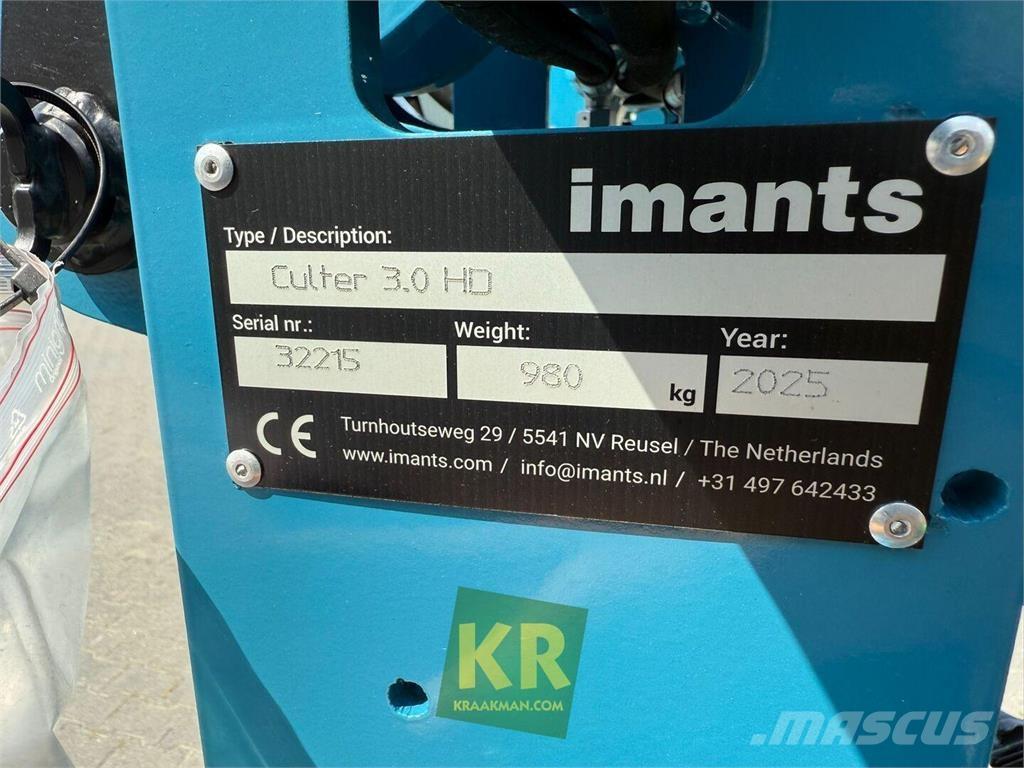 imants
Type / Description:
Culter 3.0 HD
Serial nr.: Weight: Year:
32215 980 kg 2025
CE Turnhoutseweg 29 / 5541 NV Reusel / The Netherlands
www.imants.com / info@imants.nl / +31 497 642433
KR
KRAAKMAN.COM
MASCUS